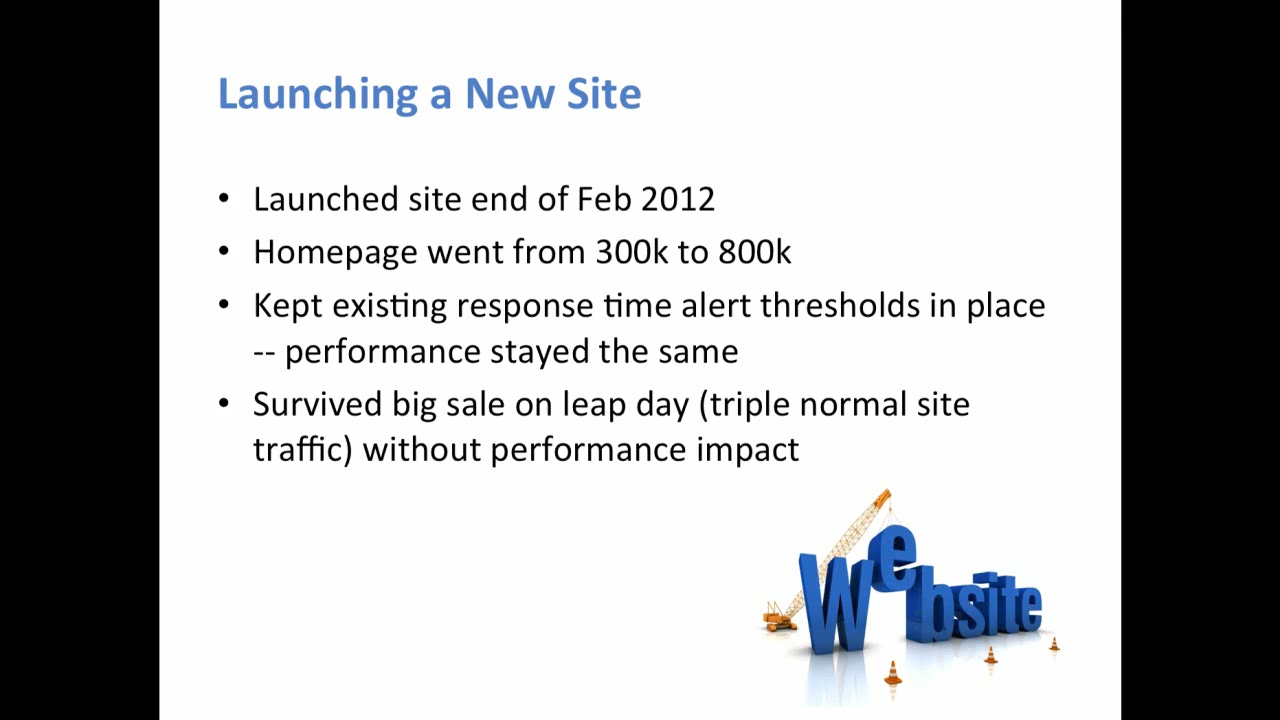 Launching a New Site
• Launched site end of Feb 2012
• Homepage went from 300k to 800k
• Kept existing response time alert thresholds in place
-- performance stayed the same
• Survived big sale on leap day (triple normal site
traffic) without performance impact
Website